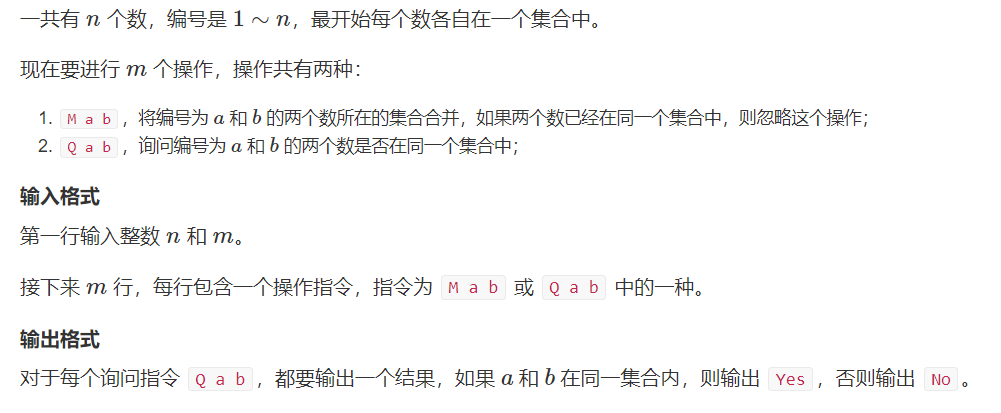 一共有 n 个数，编号是 1 ∼ n，最开始每个数各自在一个集合中。
现在要进行 m 个操作，操作共有两种：
1. M a b，将编号为 a 和 b 的两个数所在的集合合并，如果两个数已经在同一个集合中，则忽略这个操作；
2. Q a b，询问编号为 a 和 b 的两个数是否在同一个集合中；
输入格式
第一行输入整数 n 和 m。
接下来 m 行，每行包含一个操作指令，指令为 M a b 或 Q a b 中的一种。
输出格式
对于每个询问指令 Q a b，都要输出一个结果，如果 a 和 b 在同一集合内，则输出 Yes，否则输出 No。